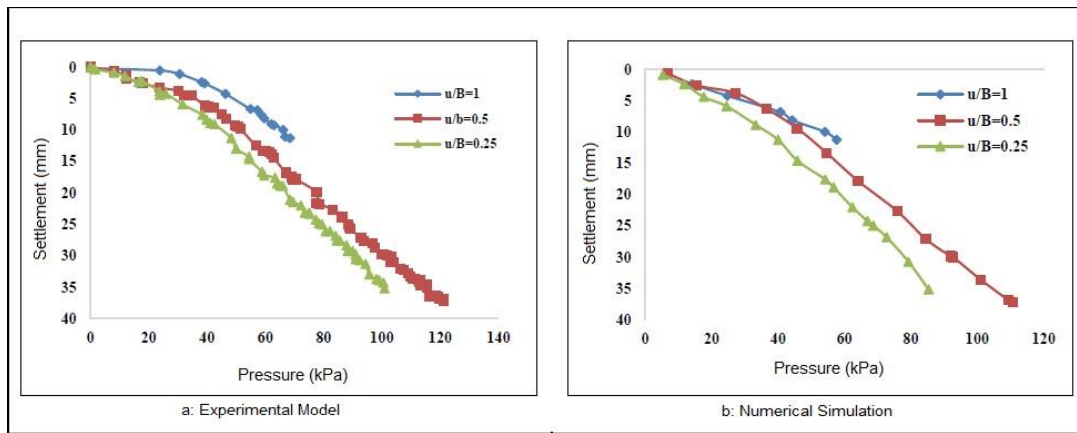 0
5
10
15
20
25
30
35
40
Settlement (mm)
u/B=1
u/b=0.5
u/B=0.25
0 20 40 60 80 100 120 140
Pressure (kPa)
a: Experimental Model
0
5
10
15
20
25
30
35
40
Settlement (mm)
u/B=1
u/B=0.5
u/B=0.25
0 20 40 60 80 100 120
Pressure (kPa)
b: Numerical Simulation